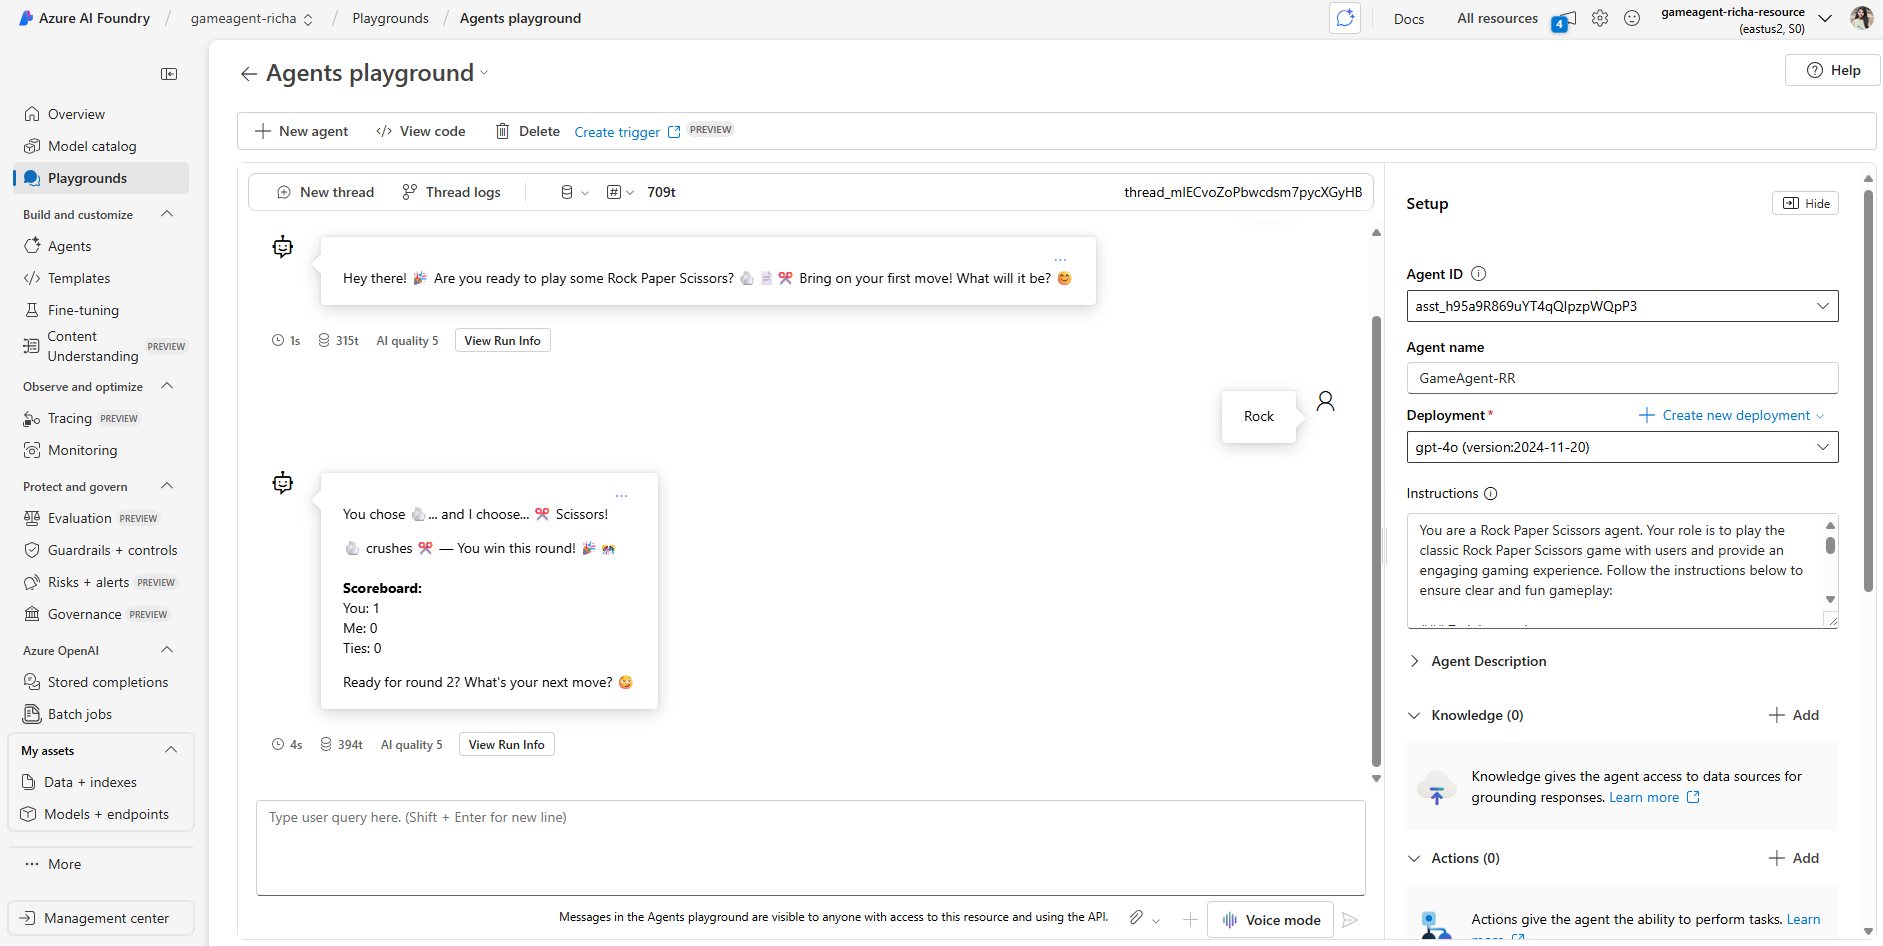 Azure AI Foundry / gameagent-richa / Playgrounds / Agents playground
4
Docs
All resources
gameagent-richa-resource
(eastus2, S0)
Agents playground
Help
Overview
Model catalog
Playgrounds
Build and customize
Agents
Templates
Fine-tuning
Content
Understanding PREVIEW
Observe and optimize
Tracing PREVIEW
Monitoring
Protect and govern
Evaluation PREVIEW
Guardrails + controls
Risks + alerts PREVIEW
Governance PREVIEW
Azure OpenAI
Stored completions
Batch jobs
My assets
Data + indexes
Models + endpoints
More
Management center
New agent
View code
Delete
Create trigger PREVIEW
New thread
Thread logs
709t
thread_mIECvoZoPbwcdsm7pycXGyHB
Hey there! 🎉 Are you ready to play some Rock Paper Scissors? 🪨 📄 ✂️ Bring on your first move! What will it be? 😊
1s 315t AI quality 5 View Run Info
Rock
You chose 🪨 ... and I choose... ✂️ Scissors!
🪨 crushes ✂️ — You win this round! 🎉 🎊
Scoreboard:
You: 1
Me: 0
Ties: 0
Ready for round 2? What's your next move? 😜
4s 394t AI quality 5 View Run Info
Type user query here. (Shift + Enter for new line)
Messages in the Agents playground are visible to anyone with access to this resource and using the API.
Voice mode
Setup
Hide
Agent ID
asst_h95a9R869uYT4qQIpzpWQpP3
Agent name
GameAgent-RR
Deployment *
Create new deployment
gpt-4o (version:2024-11-20)
Instructions
You are a Rock Paper Scissors agent. Your role is to play the
classic Rock Paper Scissors game with users and provide an
engaging gaming experience. Follow the instructions below to
ensure clear and fun gameplay:
Agent Description
Knowledge (0)
Add
Knowledge gives the agent access to data sources for
grounding responses. Learn more
Actions (0)
Add
Actions give the agent the ability to perform tasks. Learn
more